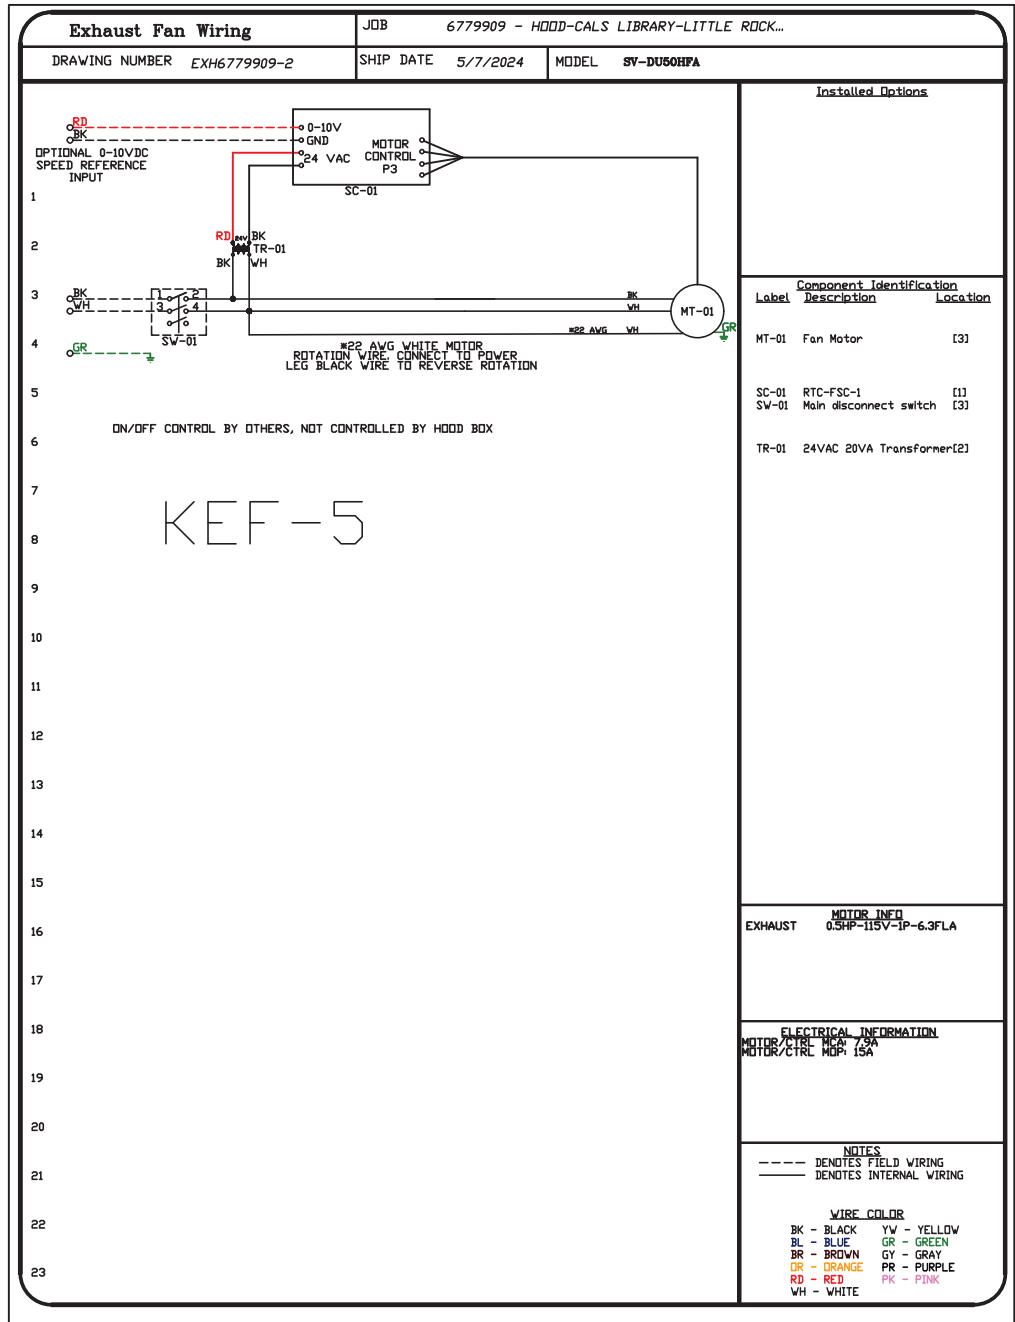 Exhaust Fan Wiring
JOB 6779909 - HOOD-CALS LIBRARY-LITTLE ROCK...
DRAWING NUMBER EXH6779909-2
SHIP DATE 5/7/2024
MODEL SV-DU50HFA
RD
BK
OPTIONAL 0-10VDC
SPEED REFERENCE
INPUT
0-10V
GND
24 VAC
MOTOR
CONTROL
P3
SC-01
RD 24V BK
TR-01
BK WH
BK
WH
1 2
3 4
SW-01
GR
BK
WH
*22 AWG WH
MT-01
GR
*22 AWG WHITE MOTOR
ROTATION WIRE. CONNECT TO POWER
LEG BLACK WIRE TO REVERSE ROTATION
ON/OFF CONTROL BY OTHERS, NOT CONTROLLED BY HOOD BOX
KEF-5
1
2
3
4
5
6
7
8
9
10
11
12
13
14
15
16
17
18
19
20
21
22
23
Installed Options
Component Identification
Label Description Location
MT-01 Fan Motor [3]
SC-01 RTC-FSC-1 [1]
SW-01 Main disconnect switch [3]
TR-01 24VAC 20VA Transformer[2]
MOTOR INFO
EXHAUST 0.5HP-115V-1P-6.3FLA
ELECTRICAL INFORMATION
MOTOR/CTRL MCA: 7.9A
MOTOR/CTRL MOP: 15A
NOTES
DENOTES FIELD WIRING
DENOTES INTERNAL WIRING
WIRE COLOR
BK - BLACK YW - YELLOW
BL - BLUE GR - GREEN
BR - BROWN GY - GRAY
OR - ORANGE PR - PURPLE
RD - RED PK - PINK
WH - WHITE